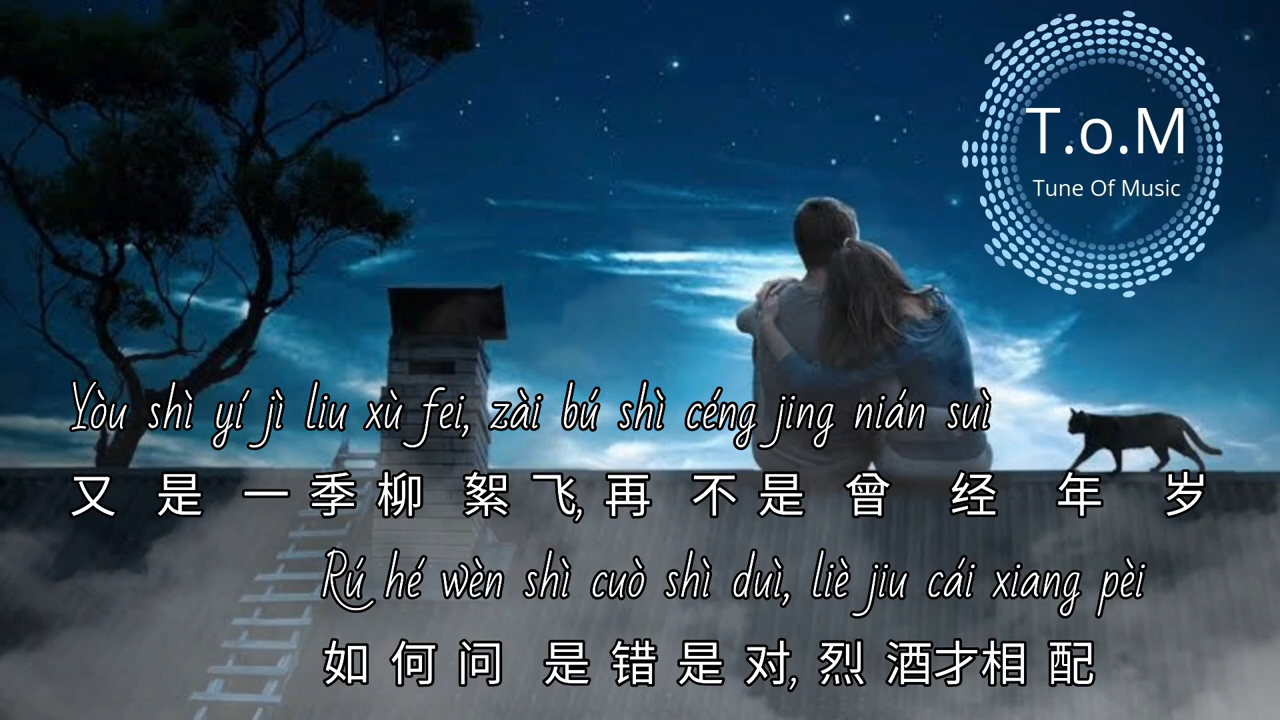 T.o.M
Tune Of Music
Yòu shì yí jì liu xù fei, zài bú shì céng jing nián suì
又是一季柳絮飞,再不是曾经年岁
Rú hé wèn shì cuò shì duì, liè jiu cái xiang pèi
如何问是错是对,烈酒才相配